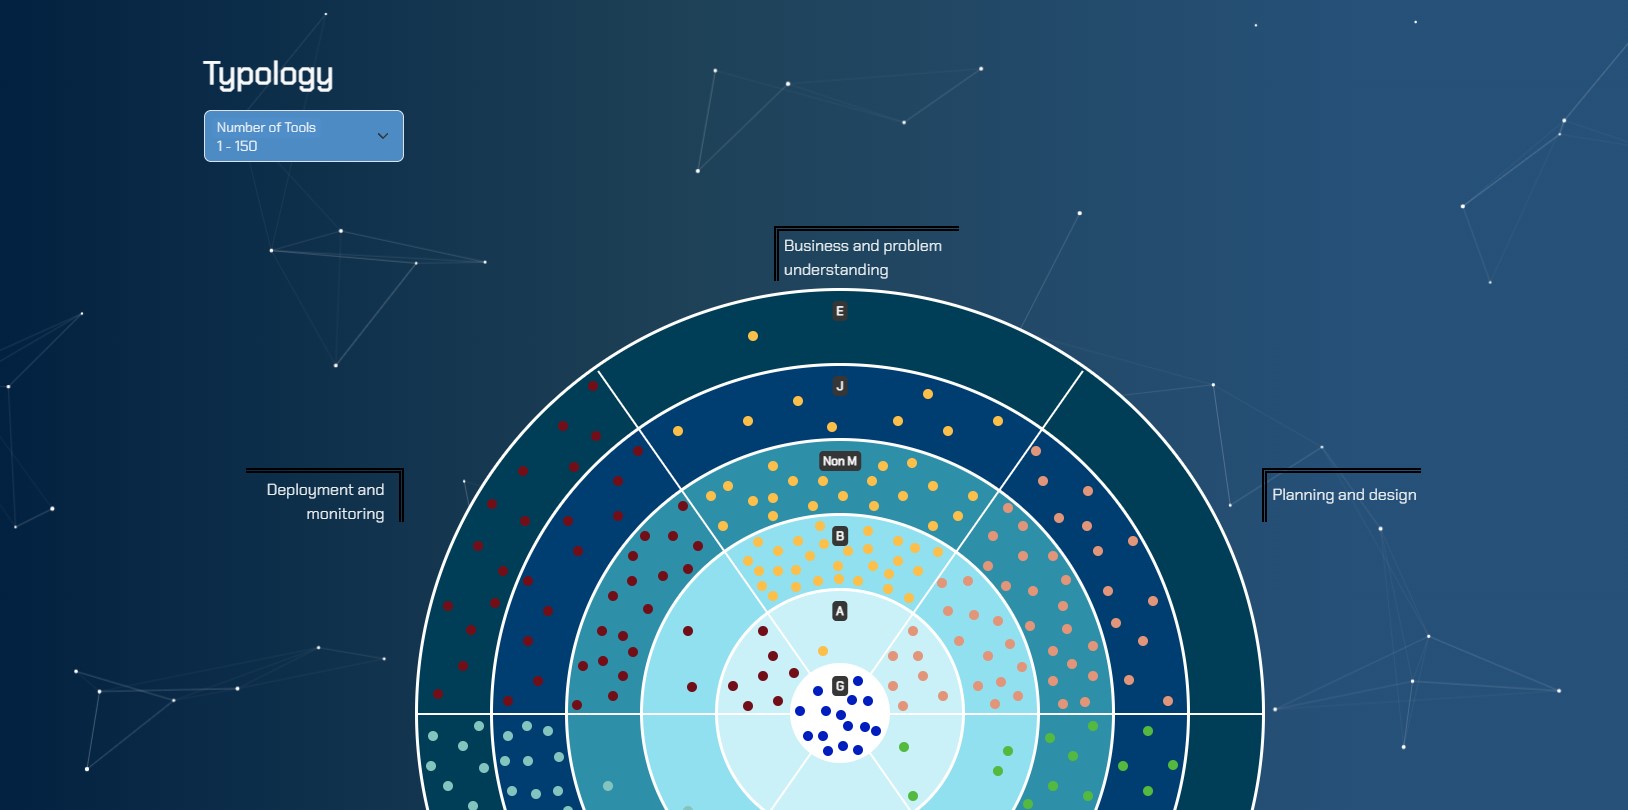 Typology
Number of Tools
1 - 150
Business and problem
understanding
E
J
Deployment and
monitoring
Non M
Planning and design
B
A
G